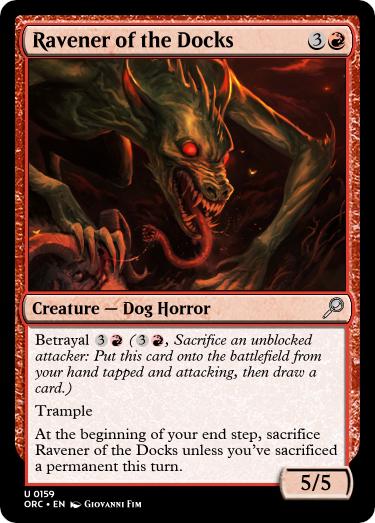 Ravener of the Docks 3
Creature — Dog Horror
Betrayal 3 (3, Sacrifice an unblocked
attacker: Put this card onto the battlefield from
your hand tapped and attacking, then draw a
card.)
Trample
At the beginning of your end step, sacrifice
Ravener of the Docks unless you've sacrificed
a permanent this turn.
5/5
U 0159
ORC • EN Giovanni Fim